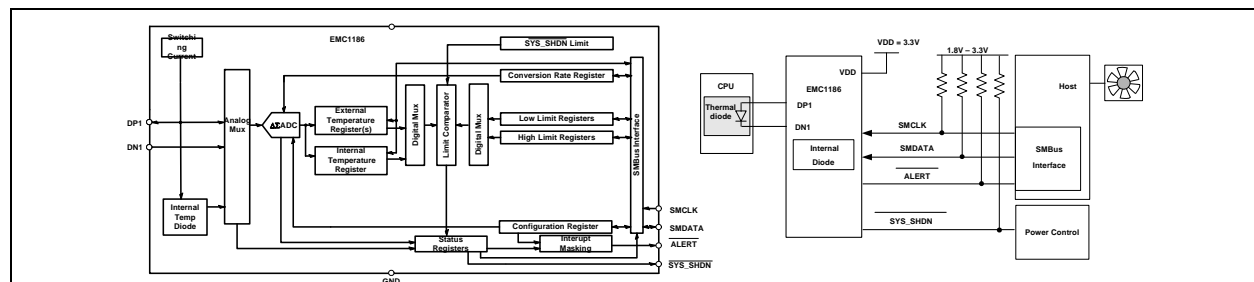 EMC1186
Switchi
ng
Current
SYS_SHDN Limit
Conversion Rate Register
DP1
DN1
Analog
Mux
ΔΣ ADC
External
Temperature
Register(s)
Internal
Temperature
Register
Digital Mux
Limit Comparator
Digital Mux
Low Limit Registers
High Limit Registers
SMBus Interface
Internal
Temp
Diode
Configuration Register
Status
Registers
Interupt
Masking
SMCLK
SMDATA
ALERT
SYS_SHDN
GND
CPU
Thermal
diode
VDD = 3.3V
VDD
EMC1186
DP1
DN1
Internal
Diode
1.8V – 3.3V
SMCLK
SMDATA
ALERT
SYS_SHDN
Host
SMBus
Interface
Power Control